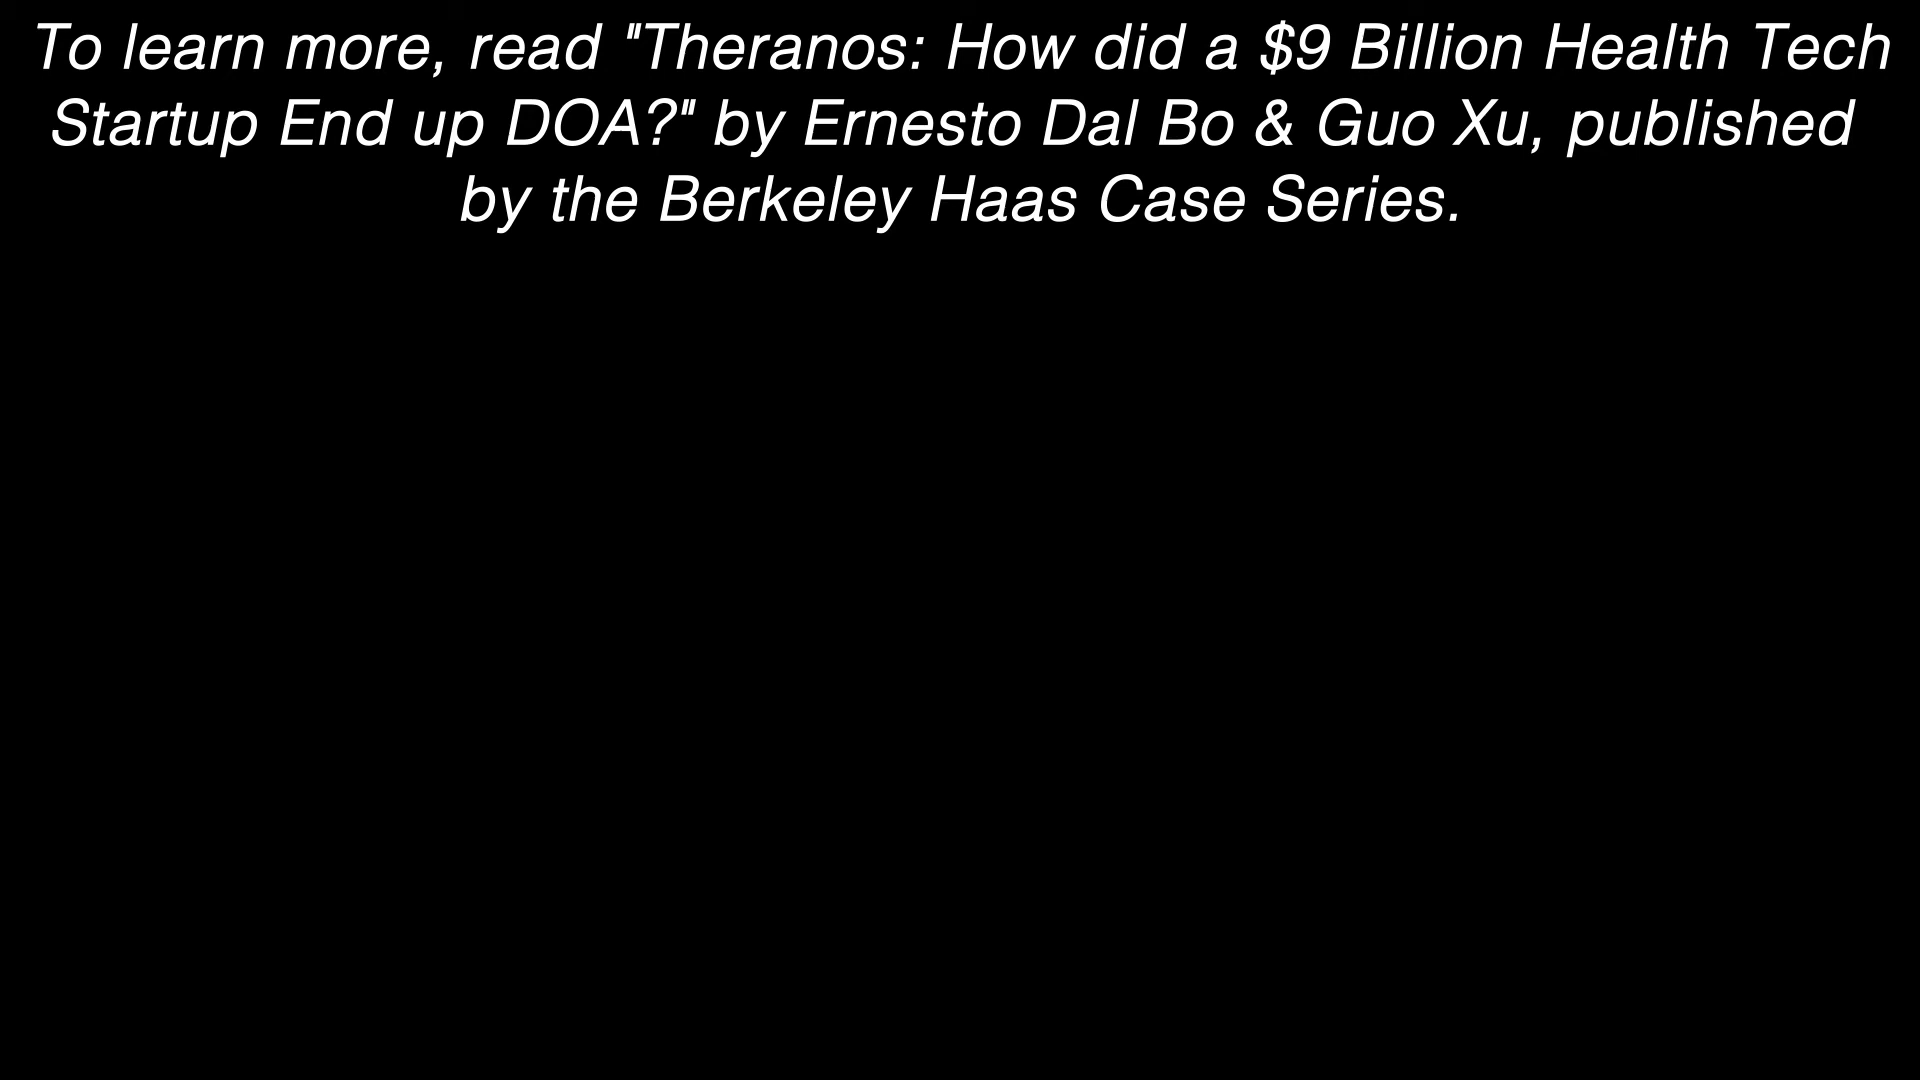 To learn more, read "Theranos: How did a $9 Billion Health Tech
Startup End up DOA?" by Ernesto Dal Bo & Guo Xu, published
by the Berkeley Haas Case Series.